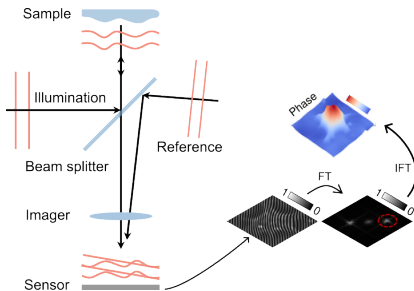 Sample
Illumination
Reference
Beam splitter
Imager
Sensor
Phase
FT
IFT
1
0
1
0